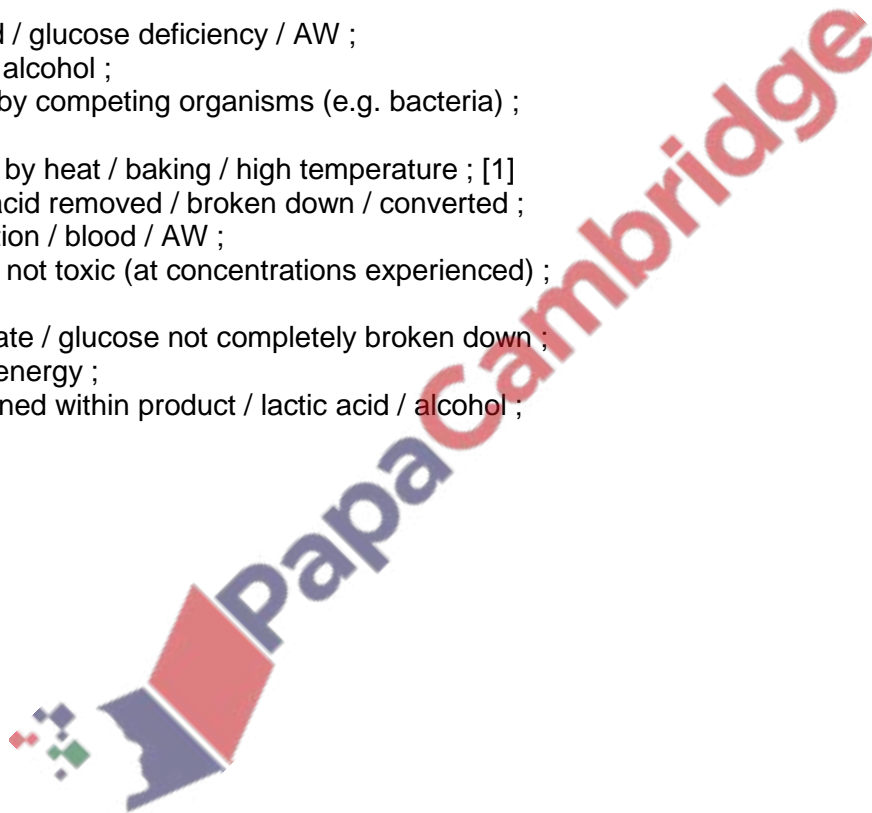 / glucose deficiency / AW ;
alcohol ;
by competing organisms (e.g. bacteria) ;
by heat / baking / high temperature ; [1]
acid removed / broken down / converted ;
tion / blood / AW ;
not toxic (at concentrations experienced) ;
ate / glucose not completely broken down ;
energy ;
ned within product / lactic acid / alcohol ;
PapaCambridge